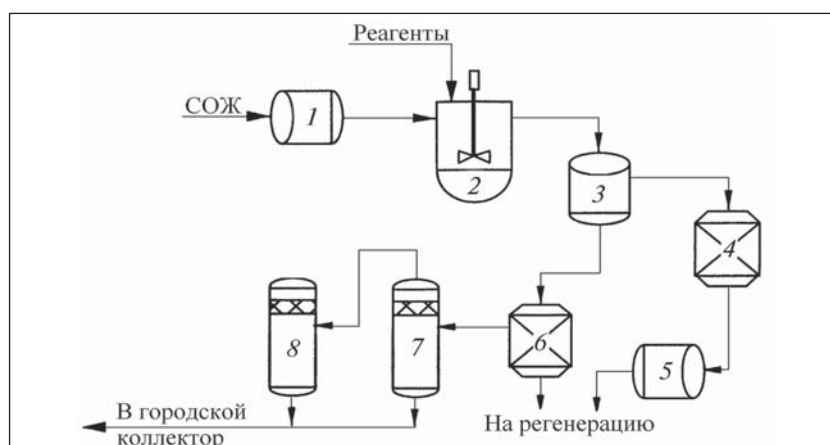 Реагенты
СОЖ
1
2
3
4
8
7
6
5
В городской
коллектор
На регенерацию